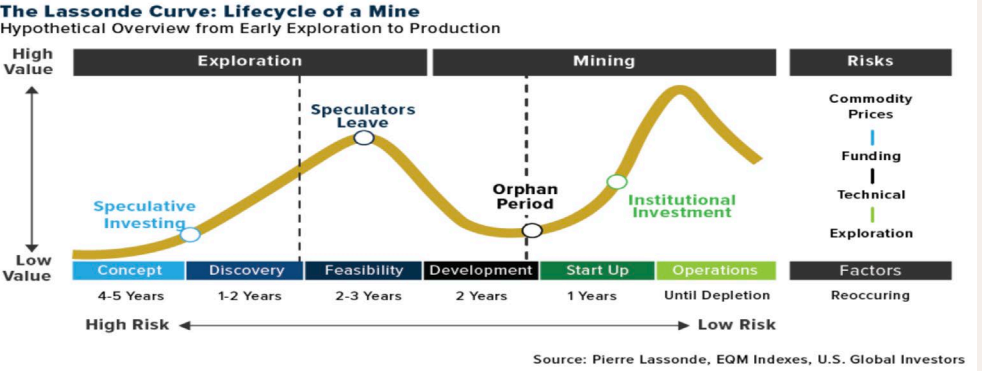 The Lassonde Curve: Lifecycle of a Mine
Hypothetical Overview from Early Exploration to Production
High
Value
Exploration
Mining
Risks
Speculators
Leave
Commodity
Prices
Funding
Technical
Exploration
Orphan
Period
Speculative
Investing
Institutional
Investment
Low
Value
Concept
Discovery
Feasibility
Development
Start Up
Operations
Factors
4-5 Years
1-2 Years
2-3 Years
2 Years
1 Years
Until Depletion
Reoccuring
High Risk
Low Risk
Source: Pierre Lassonde, EQM Indexes, U.S. Global Investors